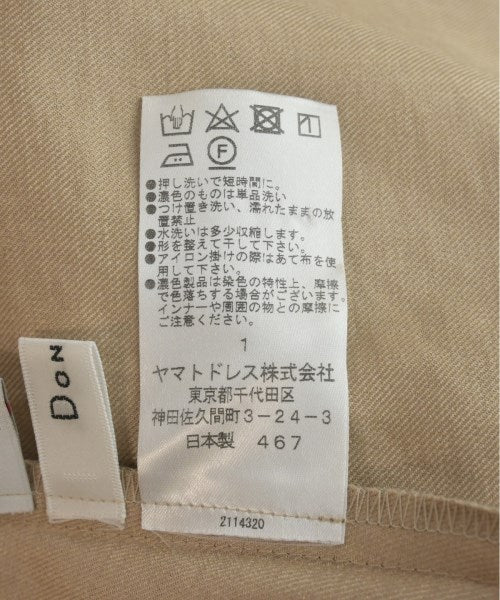 F
●押し洗いで短時間に。
●濃色のものは単品洗い
●つけ置き洗い、濡れたままの放
置禁止
●水洗いは多少収縮します。
●形を整えて干して下さい。
●アイロン掛けの際はあて布を使
用して下さい。
●濃色製品は染色の特性上、摩擦
で色落ちする場合がございます。
インナーや周囲の物との摩擦に
ご注意ください。
1
ヤマトドレス株式会社
東京都千代田区
神田佐久間町3-24-3
日本製 467
2114320
DON